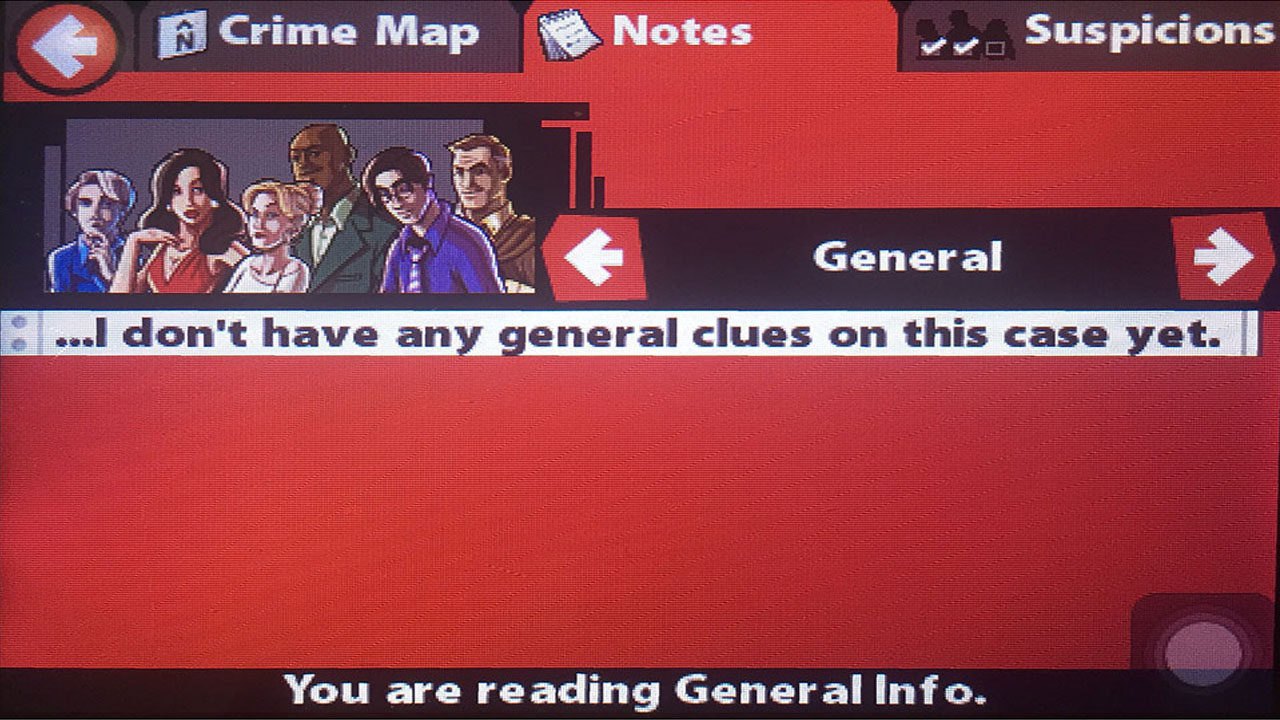 Crime Map
Notes
Suspicions
General
...I don't have any general clues on this case yet.
You are reading General Info.